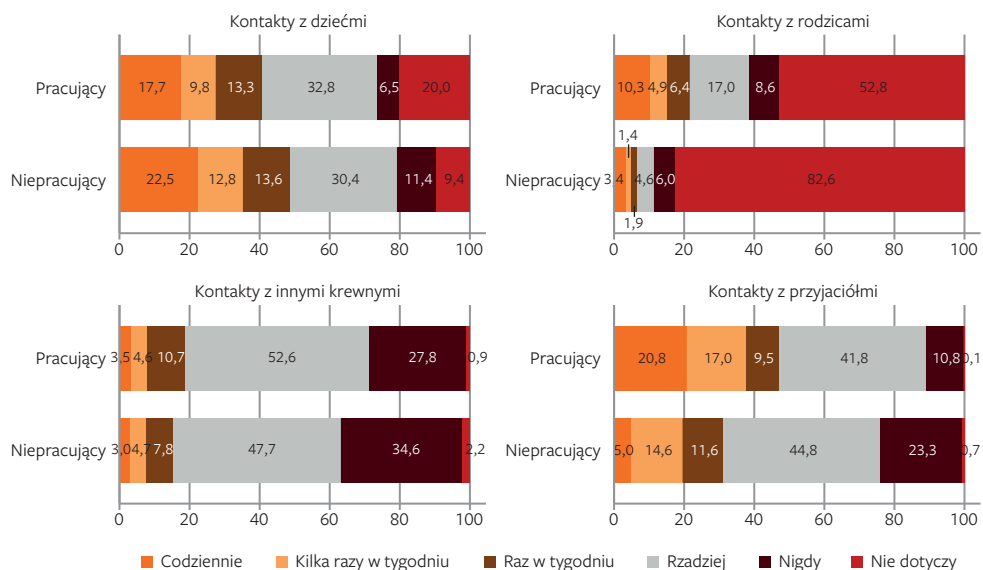 Kontakty z dziećmi
Pracujący 17,7 9,8 13,3 32,8 6,5 20,0
Niepracujący 22,5 12,8 13,6 30,4 11,4 9,4
0 20 40 60 80 100
Kontakty z rodzicami
Pracujący 10,3 4,9 6,4 17,0 8,6 52,8
1,4
Niepracujący 3,4 4,6 6,0 82,6
1,9
0 20 40 60 80 100
Kontakty z innymi krewnymi
Pracujący 3,5 4,6 10,7 52,6 27,8 0,9
Niepracujący 3,0 4,7 7,8 47,7 34,6 2,2
0 20 40 60 80 100
Kontakty z przyjaciółmi
Pracujący 20,8 17,0 9,5 41,8 10,8 0,1
Niepracujący 5,0 14,6 11,6 44,8 23,3 0,7
0 20 40 60 80 100
Codziennie Kilka razy w tygodniu Raz w tygodniu Rzadziej Nigdy Nie dotyczy